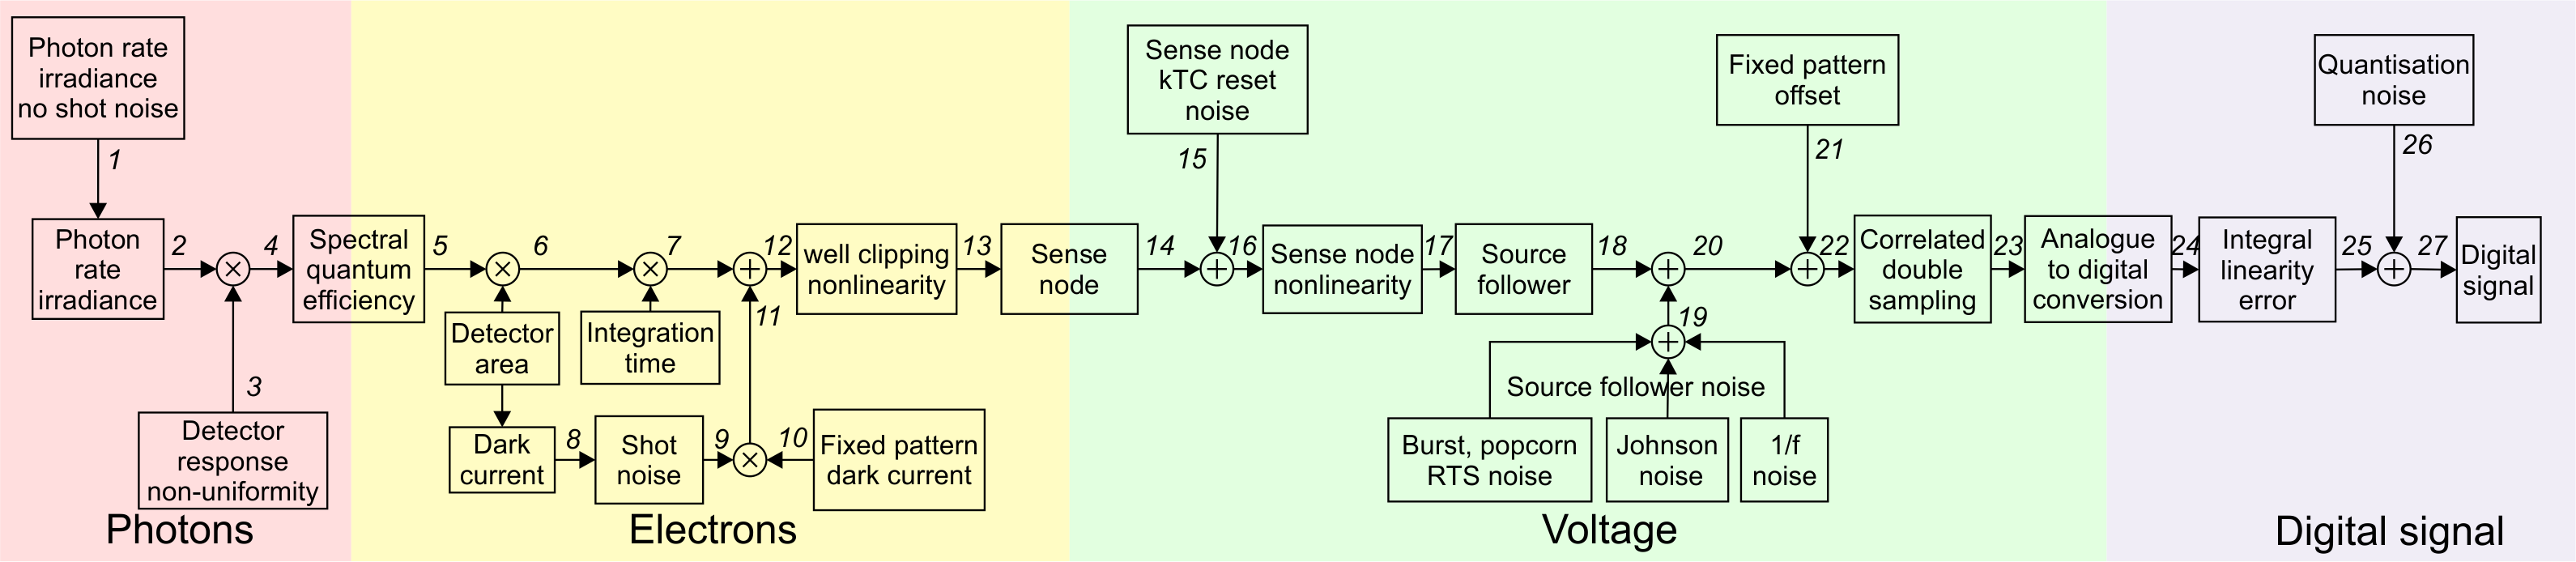 Photon rate
irradiance
no shot noise
1
Photon
rate
irradiance
2
3
Detector
response
non-uniformity
4
Photons
Spectral
quantum
efficiency
5
6
Detector
area
7
Integration
time
Dark
current
8
Shot
noise
9
10
Fixed pattern
dark current
11
12
well clipping
nonlinearity
13
Electrons
Sense
node
14
Sense node
kTC reset
noise
15
16
Sense node
nonlinearity
17
Source
follower
18
19
Source follower noise
Burst, popcorn
RTS noise
Johnson
noise
1/f
noise
20
Fixed pattern
offset
21
22
Correlated
double
sampling
23
Voltage
Analogue
to digital
conversion
24
Integral
linearity
error
25
Quantisation
noise
26
27
Digital
signal
Digital signal